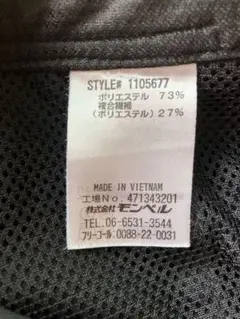 STYLE# 1105677
ポリエステル 73%
複合繊維
(ポリエステル) 27%
MADE IN VIETNAM
工場No. 471343201
株式会社 モンベル
TEL. 06-6531-3544
フリーコール 0088-22-0031